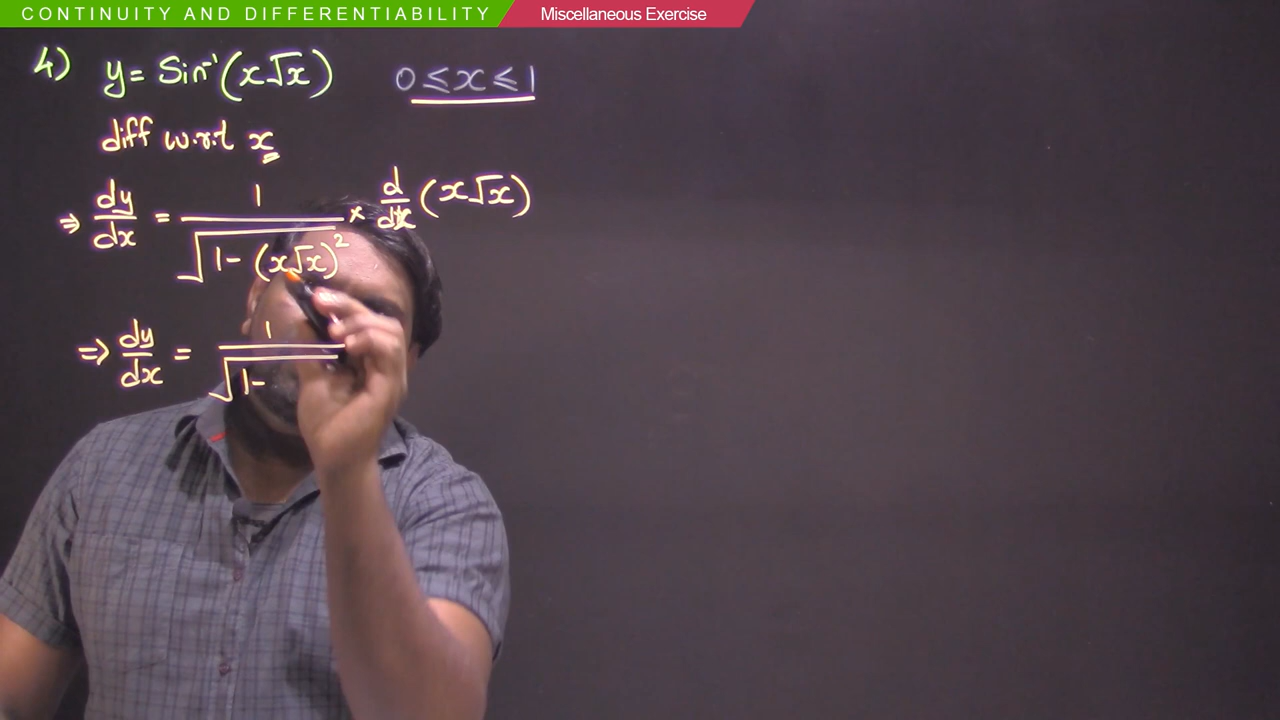 CONTINUITY AND DIFFERENTIABILITY Miscellaneous Exercise
4) y = Sin⁻¹(x√x) 0 ≤ x ≤ 1
diff w.r.t x
⇒ dy/dx = 1/√(1-(x√x)²) × d/dx (x√x)
⇒ dy/dx = 1/√(1-